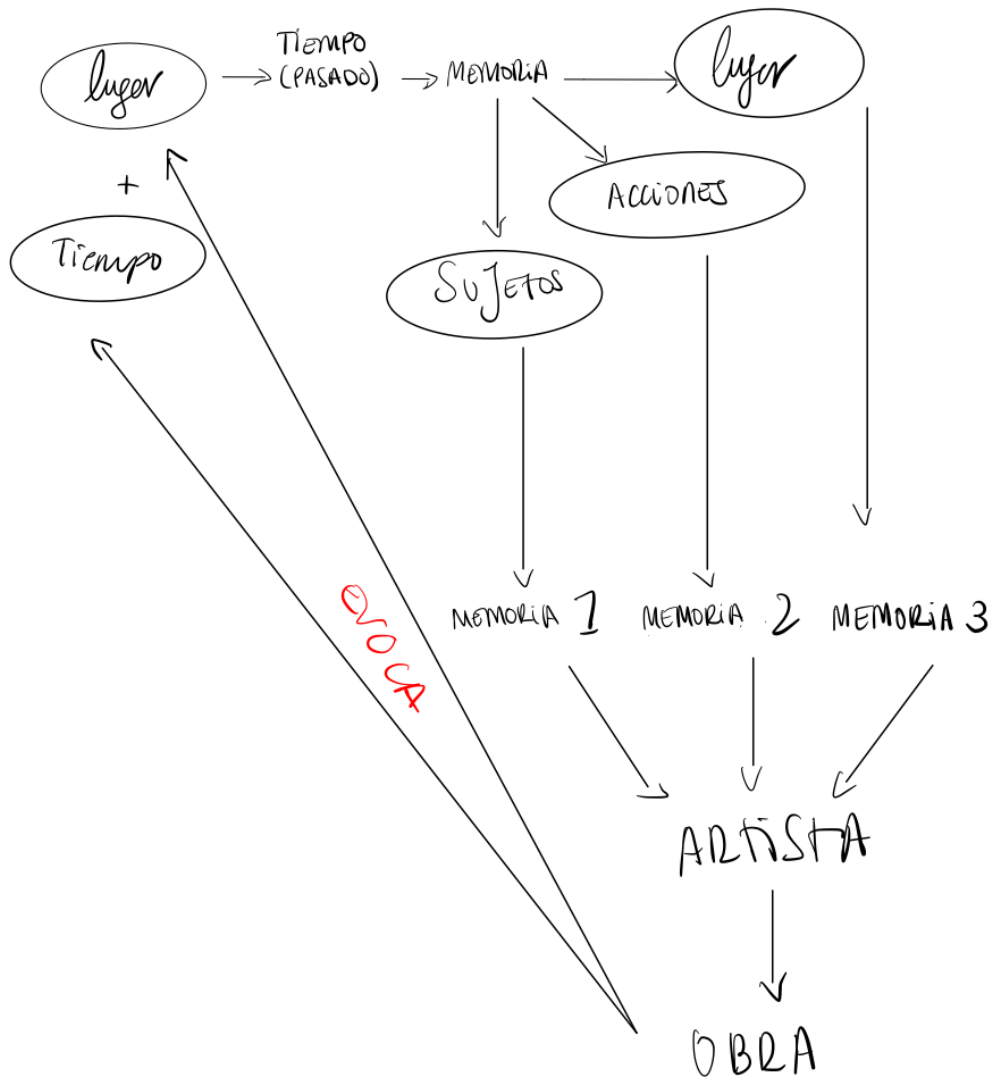 lugar
TiEMPO
(PASADO)
MEMORiA
lugar
+
Tiempo
ACCiONES
SUJETOS
EVOCA
MEMORiA 1
MEMORiA 2
MEMORiA 3
ARTiSTA
OBRA